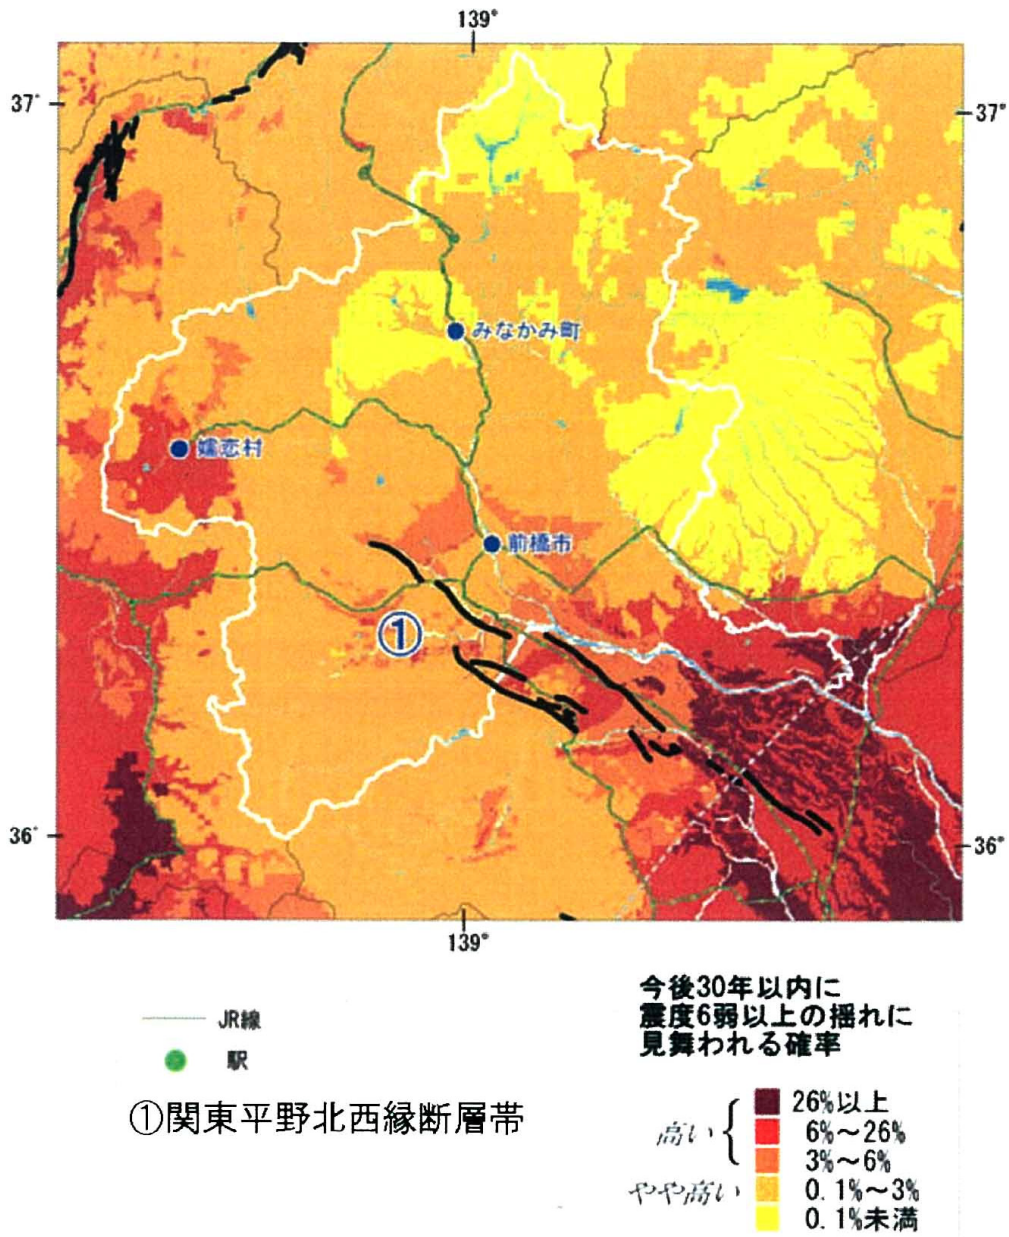 139°
37°
37°
みなかみ町
嬬恋村
前橋市
①
36°
36°
139°
今後30年以内に
震度6弱以上の揺れに
見舞われる確率
JR線
駅
①関東平野北西縁断層帯
高い
26%以上
6%～26%
3%～6%
やや高い
0.1%～3%
0.1%未満